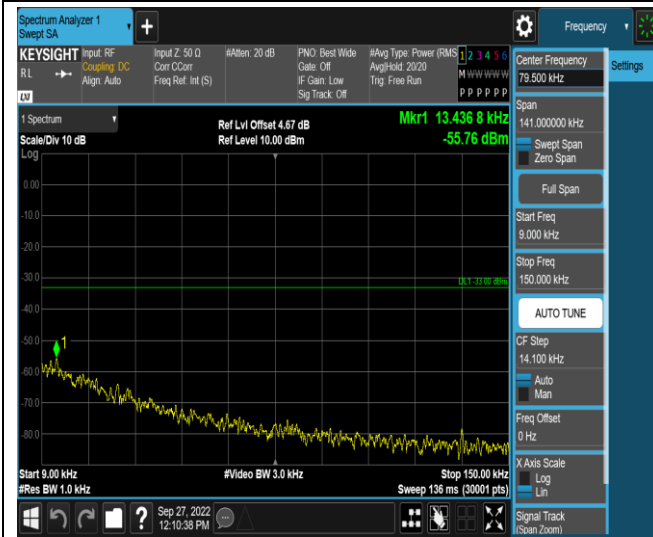 Spectrum Analyzer 1
Swept SA
+
Frequency
KEYSIGHT
RL
LXI
Input: RF
Coupling: DC
Align: Auto
Input Z: 50 Ω
Corr CCorr
Freq Ref: Int (S)
#Atten: 20 dB
PNO: Best Wide
Gate: Off
IF Gain: Low
Sig Track: Off
#Avg Type: Power (RMS
Avg|Hold: 20/20
Trig: Free Run
1 2 3 4 5 6
M W W W W W
P P P P P P
1 Spectrum
Scale/Div 10 dB
Log
Ref Lvl Offset 4.67 dB
Ref Level 10.00 dBm
Mkr1 13.436 8 kHz
-55.76 dBm
0.00
-10.0
-20.0
-30.0
DL1 -33.00 dBm
-40.0
-50.0
1
-60.0
-70.0
-80.0
Start 9.00 kHz
#Res BW 1.0 kHz
#Video BW 3.0 kHz
Stop 150.00 kHz
Sweep 136 ms (30001 pts)
?
Sep 27, 2022
12:10:38 PM
Center Frequency
79.500 kHz
Settings
Span
141.000000 kHz
Swept Span
Zero Span
Full Span
Start Freq
9.000 kHz
Stop Freq
150.000 kHz
AUTO TUNE
CF Step
14.100 kHz
Auto
Man
Freq Offset
0 Hz
X Axis Scale
Log
Lin
Signal Track
(Span Zoom)